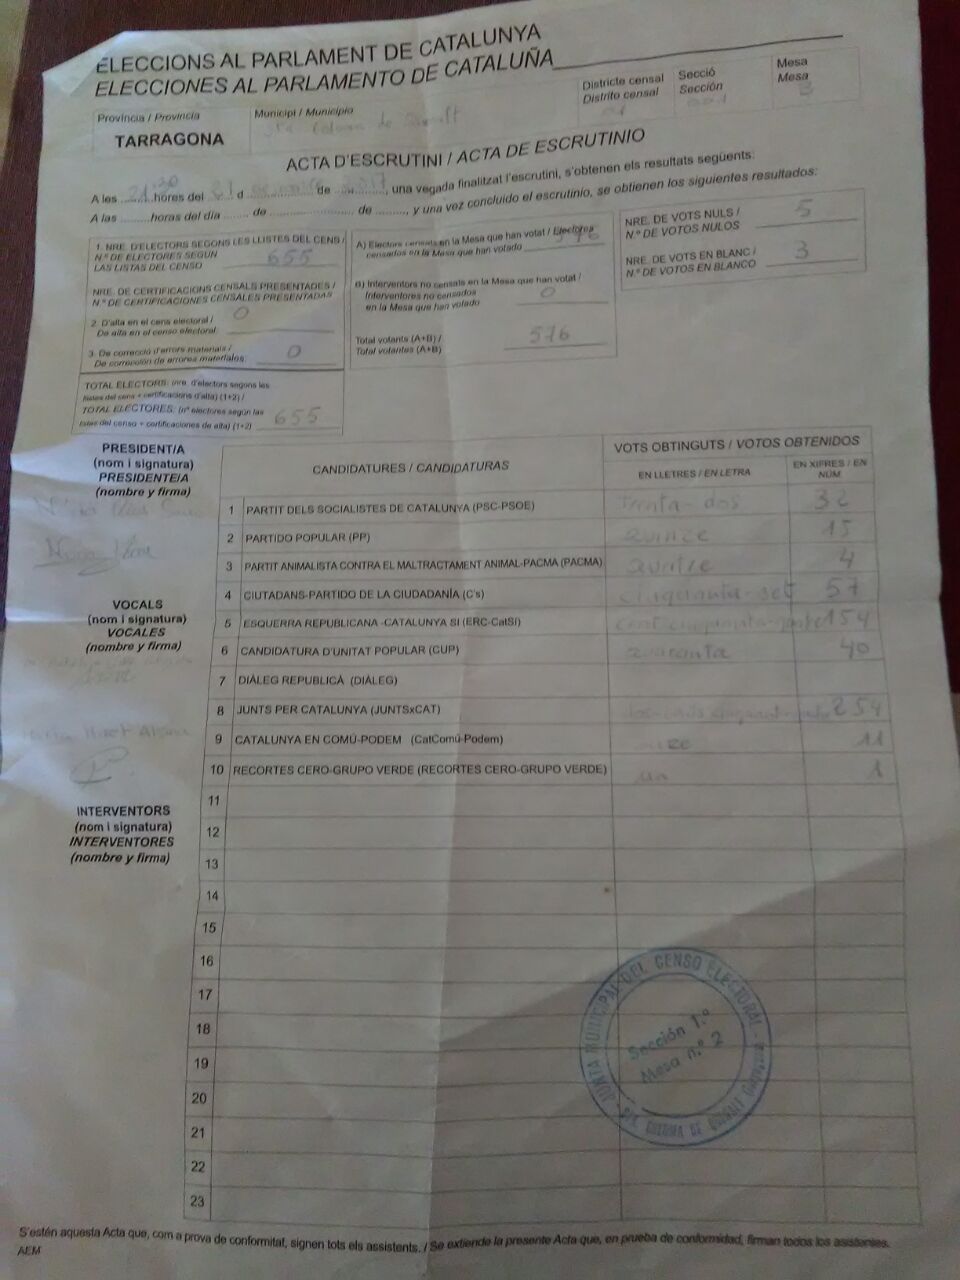 ELECCIONS AL PARLAMENT DE CATALUNYA
ELECCIONES AL PARLAMENTO DE CATALUÑA
Província / Provincia
TARRAGONA
Municipi / Municipio
Sta Coloma de Queralt
Districte censal
Distrito censal
01
Secció
Sección
001
Mesa
Mesa
B
ACTA D'ESCRUTINI / ACTA DE ESCRUTINIO
A les 21:30 hores del 21 d de 2017, una vegada finalitzat l'escrutini, s'obtenen els resultats següents:
A las .........horas del día ....... de .......................... de ........, y una vez concluido el escrutinio, se obtienen los siguientes resultados:
1. NRE. D'ELECTORS SEGONS LES LLISTES DEL CENS /
N.º DE ELECTORES SEGÚN
LAS LISTAS DEL CENSO 655
NRE. DE CERTIFICACIONS CENSALS PRESENTADES /
N.º DE CERTIFICACIONES CENSALES PRESENTADAS
2. D'alta en el cens electoral /
De alta en el censo electoral 0
3. De correcció d'errors materials /
De corrección de errores materiales 0
TOTAL ELECTORS: (nre. d'electors segons les
llistes del cens + certificacions d'alta) (1+2) /
TOTAL ELECTORES: (nº electores según las
listas del censo + certificaciones de alta) (1+2) 655
A) Electors censats en la Mesa que han votat / Electores
censados en la Mesa que han votado 576
B) Interventors no censals en la Mesa que han votat /
Interventores no censados
en la Mesa que han votado 0
Total votants (A+B) /
Total votantes (A+B) 576
NRE. DE VOTS NULS /
N.º DE VOTOS NULOS 5
NRE. DE VOTS EN BLANC /
N.º DE VOTOS EN BLANCO 3
PRESIDENT/A
(nom i signatura)
PRESIDENTE/A
(nombre y firma)
VOCALS
(nom i signatura)
VOCALES
(nombre y firma)
INTERVENTORS
(nom i signatura)
INTERVENTORES
(nombre y firma)
CANDIDATURES / CANDIDATURAS
VOTS OBTINGUTS / VOTOS OBTENIDOS
EN LLETRES / EN LETRA
EN XIFRES / EN
NÚM
1 PARTIT DELS SOCIALISTES DE CATALUNYA (PSC-PSOE) trenta-dos 32
2 PARTIDO POPULAR (PP) quinze 15
3 PARTIT ANIMALISTA CONTRA EL MALTRACTAMENT ANIMAL-PACMA (PACMA) quatre 4
4 CIUTADANS-PARTIDO DE LA CIUDADANÍA (C's) cinquanta-set 57
5 ESQUERRA REPUBLICANA -CATALUNYA SÍ (ERC-CatSí) cent cinquanta-quatre 154
6 CANDIDATURA D'UNITAT POPULAR (CUP) quaranta 40
7 DIÀLEG REPUBLICÀ (DIÀLEG)
8 JUNTS PER CATALUNYA (JUNTSxCAT) 254
9 CATALUNYA EN COMÚ-PODEM (CatComú-Podem) onze 11
10 RECORTES CERO-GRUPO VERDE (RECORTES CERO-GRUPO VERDE) un 1
11
12
13
14
15
16
17
18
19
20
21
22
23
JUNTA MUNICIPAL DEL CENSO ELECTORAL
STA. COLOMA DE QUERALT
Sección 1.ª
Mesa n.º 2
S'estén aquesta Acta que, com a prova de conformitat, signen tots els assistents. / Se extiende la presente Acta que, en prueba de conformidad, firman todos los asistentes.
AEM